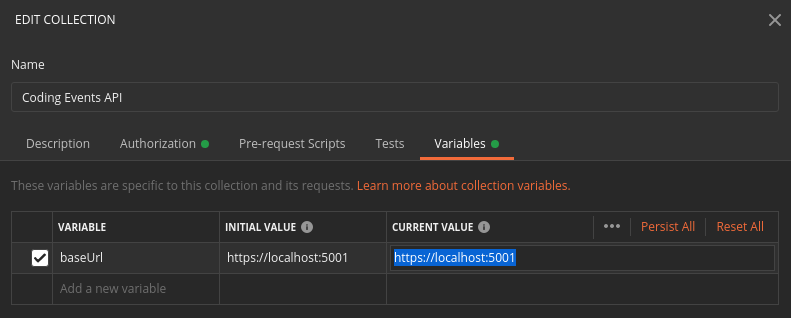 EDIT COLLECTION
Name
Coding Events API
Description Authorization Pre-request Scripts Tests Variables
These variables are specific to this collection and its requests. Learn more about collection variables.
VARIABLE INITIAL VALUE CURRENT VALUE Persist All Reset All
baseUrl https://localhost:5001 https://localhost:5001
Add a new variable